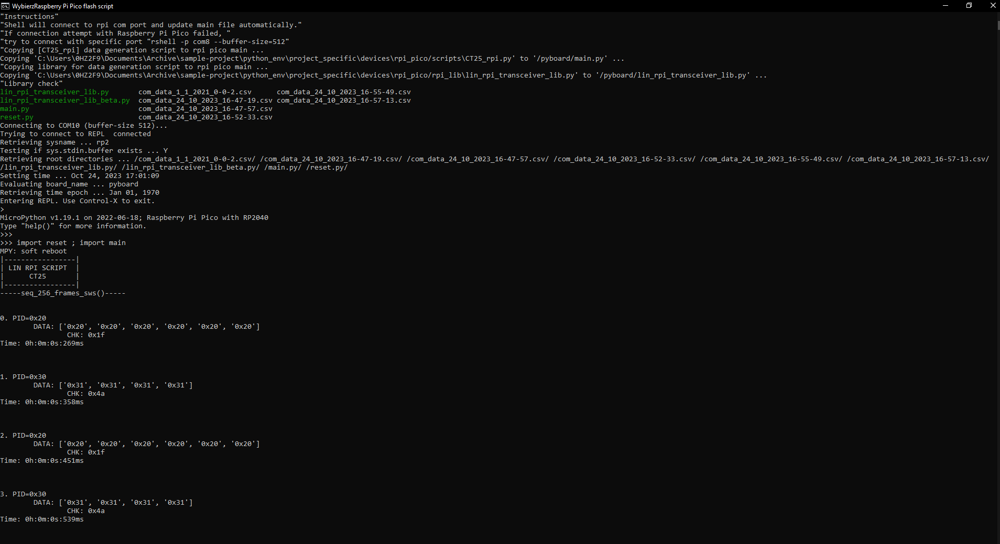 WybierzRaspberry Pi Pico flash script
"Instructions"
"Shell will connect to rpi com port and update main file automatically."
"If connection attempt with Raspberry Pi Pico failed, "
"try to connect with specific port "rshell -p com8 --buffer-size=512"
"Copying [CT25_rpi] data generation script to rpi pico main ...
Copying 'C:\Users\0HZ2F9\Documents\Archive\sample-project\python_env\project_specific\devices\rpi_pico/scripts\CT25_rpi.py' to '/pyboard/main.py' ...
"Copying library for data generation script to rpi pico main ...
Copying 'C:\Users\0HZ2F9\Documents\Archive\sample-project\python_env\project_specific\devices\rpi_pico/rpi_lib\lin_rpi_transceiver_lib.py' to '/pyboard/lin_rpi_transceiver_lib.py' ...
"Library check"
lin_rpi_transceiver_lib.py       com_data_1_1_2021_0-0-2.csv      com_data_24_10_2023_16-55-49.csv
lin_rpi_transceiver_lib_beta.py  com_data_24_10_2023_16-47-19.csv com_data_24_10_2023_16-57-13.csv
main.py                          com_data_24_10_2023_16-47-57.csv
reset.py                         com_data_24_10_2023_16-52-33.csv
Connecting to COM10 (buffer-size 512)...
Trying to connect to REPL  connected
Retrieving sysname ... rp2
Testing if sys.stdin.buffer exists ... Y
Retrieving root directories ... /com_data_1_1_2021_0-0-2.csv/ /com_data_24_10_2023_16-47-19.csv/ /com_data_24_10_2023_16-47-57.csv/ /com_data_24_10_2023_16-52-33.csv/ /com_data_24_10_2023_16-55-49.csv/ /com_data_24_10_2023_16-57-13.csv/
/lin_rpi_transceiver_lib.py/ /lin_rpi_transceiver_lib_beta.py/ /main.py/ /reset.py/
Setting time ... Oct 24, 2023 17:01:09
Evaluating board_name ... pyboard
Retrieving time epoch ... Jan 01, 1970
Entering REPL. Use Control-X to exit.
>
MicroPython v1.19.1 on 2022-06-18; Raspberry Pi Pico with RP2040
Type "help()" for more information.
>>>
>>> import reset ; import main
MPY: soft reboot
|-----------------|
| LIN RPI SCRIPT  |
|      CT25       |
|-----------------|
-----seq_256_frames_sws()-----
0. PID=0x20
DATA: ['0x20', '0x20', '0x20', '0x20', '0x20', '0x20']
CHK: 0x1f
Time: 0h:0m:0s:269ms
1. PID=0x30
DATA: ['0x31', '0x31', '0x31', '0x31']
CHK: 0x4a
Time: 0h:0m:0s:358ms
2. PID=0x20
DATA: ['0x20', '0x20', '0x20', '0x20', '0x20', '0x20']
CHK: 0x1f
Time: 0h:0m:0s:451ms
3. PID=0x30
DATA: ['0x31', '0x31', '0x31', '0x31']
CHK: 0x4a
Time: 0h:0m:0s:539ms